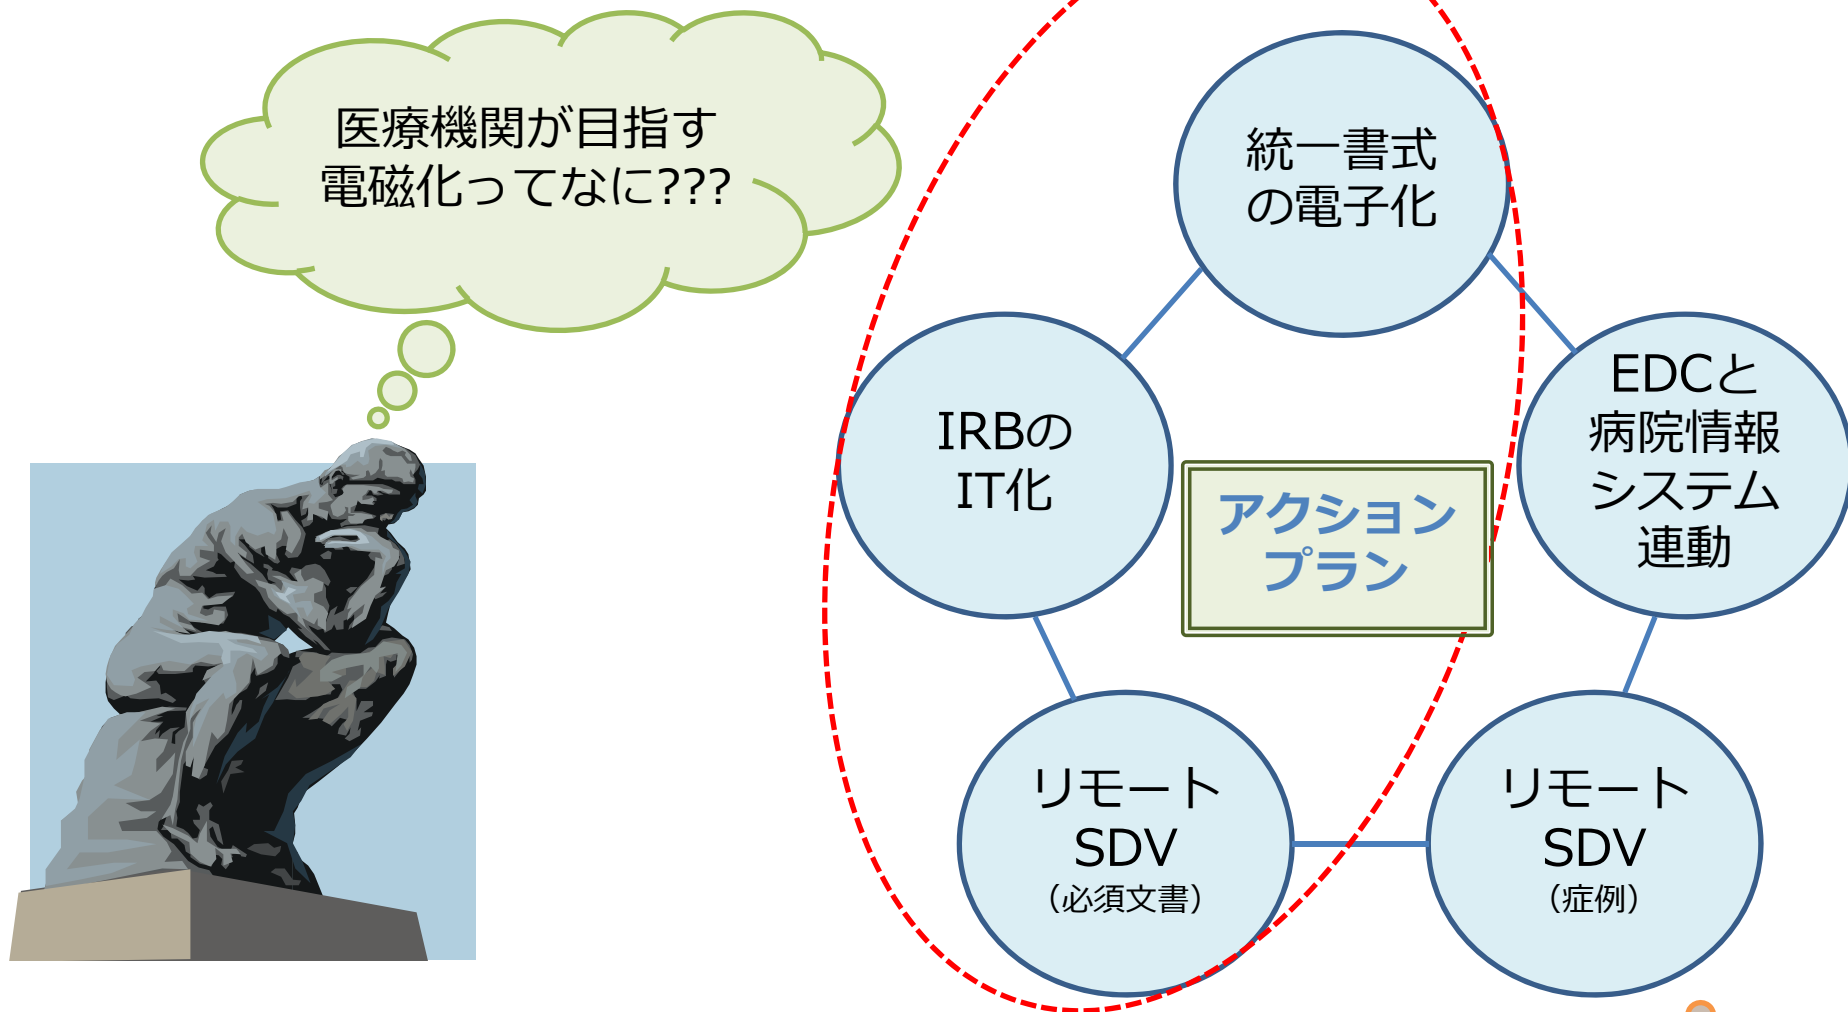 医療機関が目指す
電磁化ってなに???
統一書式
の電子化
IRBの
IT化
EDCと
病院情報
システム
連動
アクション
プラン
リモート
SDV
（必須文書）
リモート
SDV
（症例）